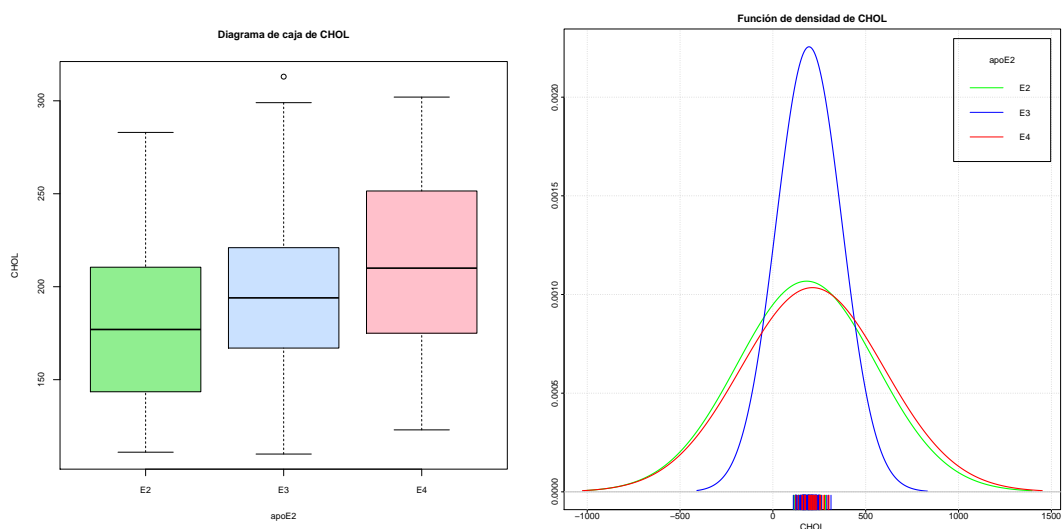 Diagrama de caja de CHOL
CHOL
300
250
200
150
E2
E3
E4
apoE2
Función de densidad de CHOL
apoE2
E2
E3
E4
0.0020
0.0015
0.0010
0.0005
0.0000
−1000
−500
0
500
1000
1500
CHOL